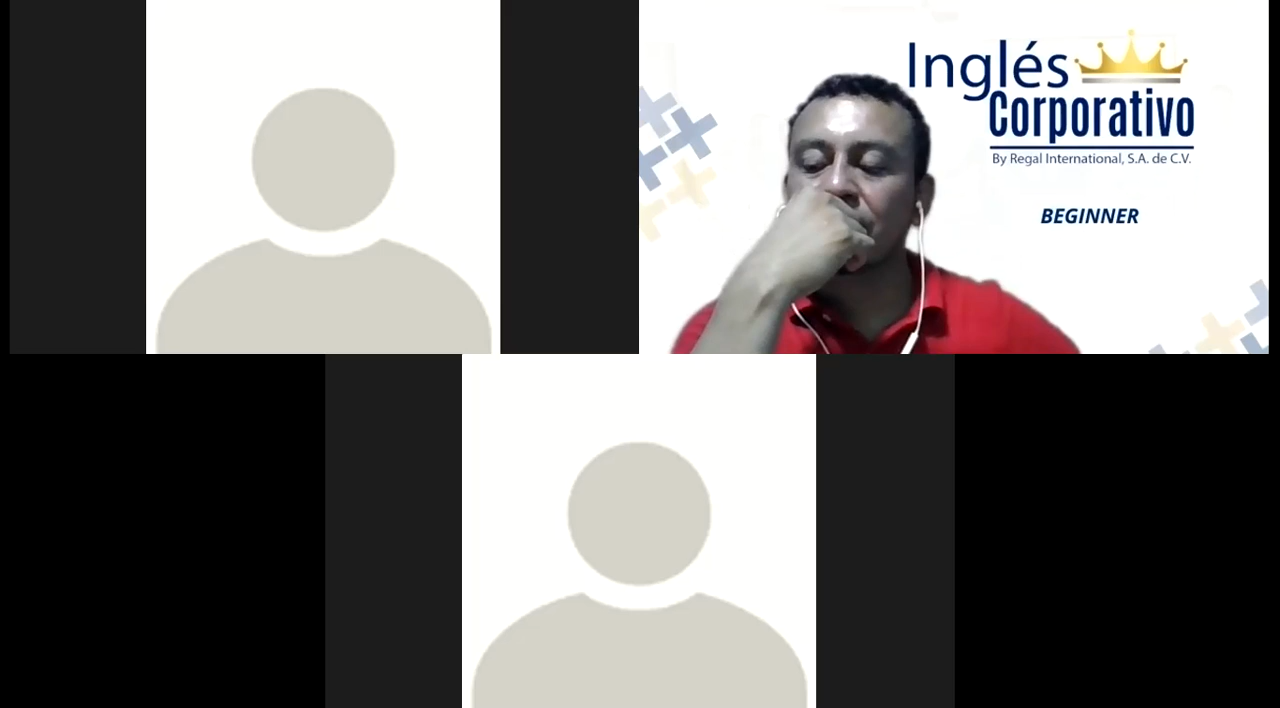 Inglés
Corporativo
By Regal International, S.A. de C.V.
BEGINNER